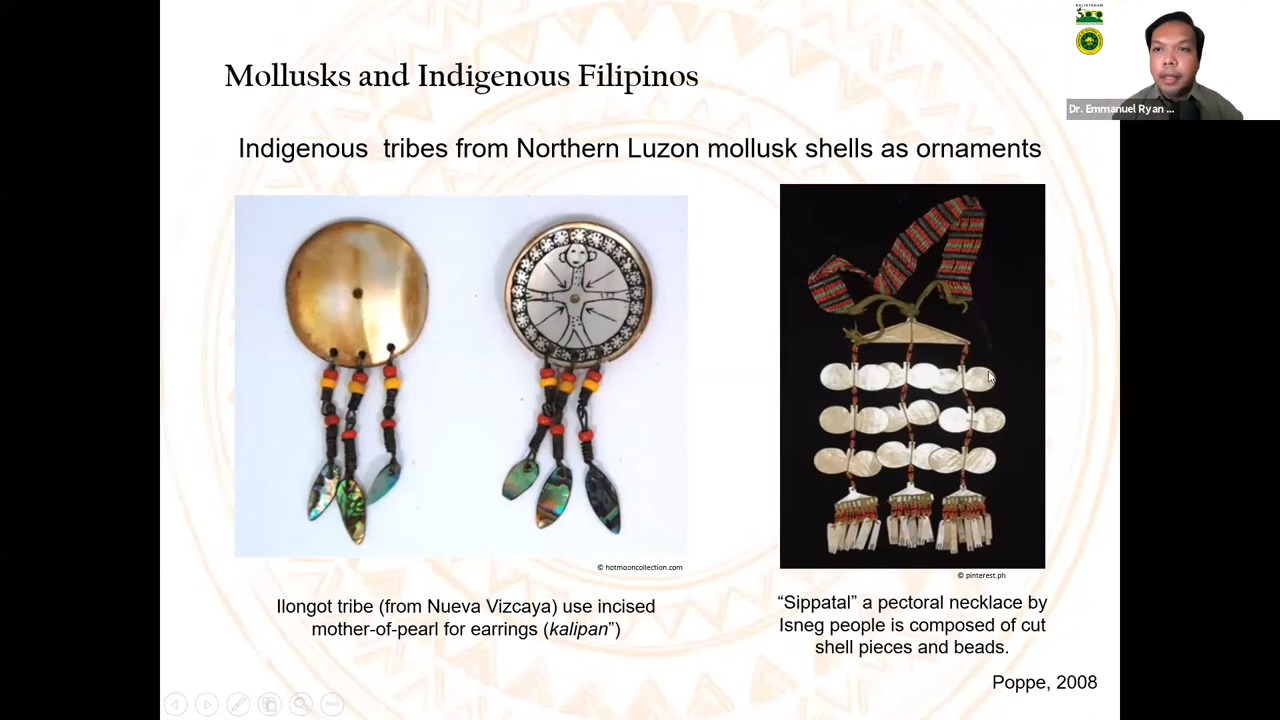 BALIKTANAW
500
Dr. Emmanuel Ryan ...
Mollusks and Indigenous Filipinos
Indigenous  tribes from Northern Luzon mollusk shells as ornaments
© hotmooncollection.com
© pinterest.ph
Ilongot tribe (from Nueva Vizcaya) use incised
mother-of-pearl for earrings (kalipan”)
“Sippatal” a pectoral necklace by
Isneg people is composed of cut
shell pieces and beads.
Poppe, 2008